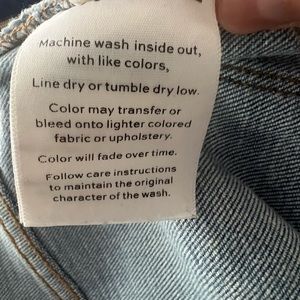 Machine wash inside out,
with like colors,
Line dry or tumble dry low.
Color may transfer or
bleed onto lighter colored
fabric or upholstery.
Color will fade over time.
Follow care instructions
to maintain the original
character of the wash.